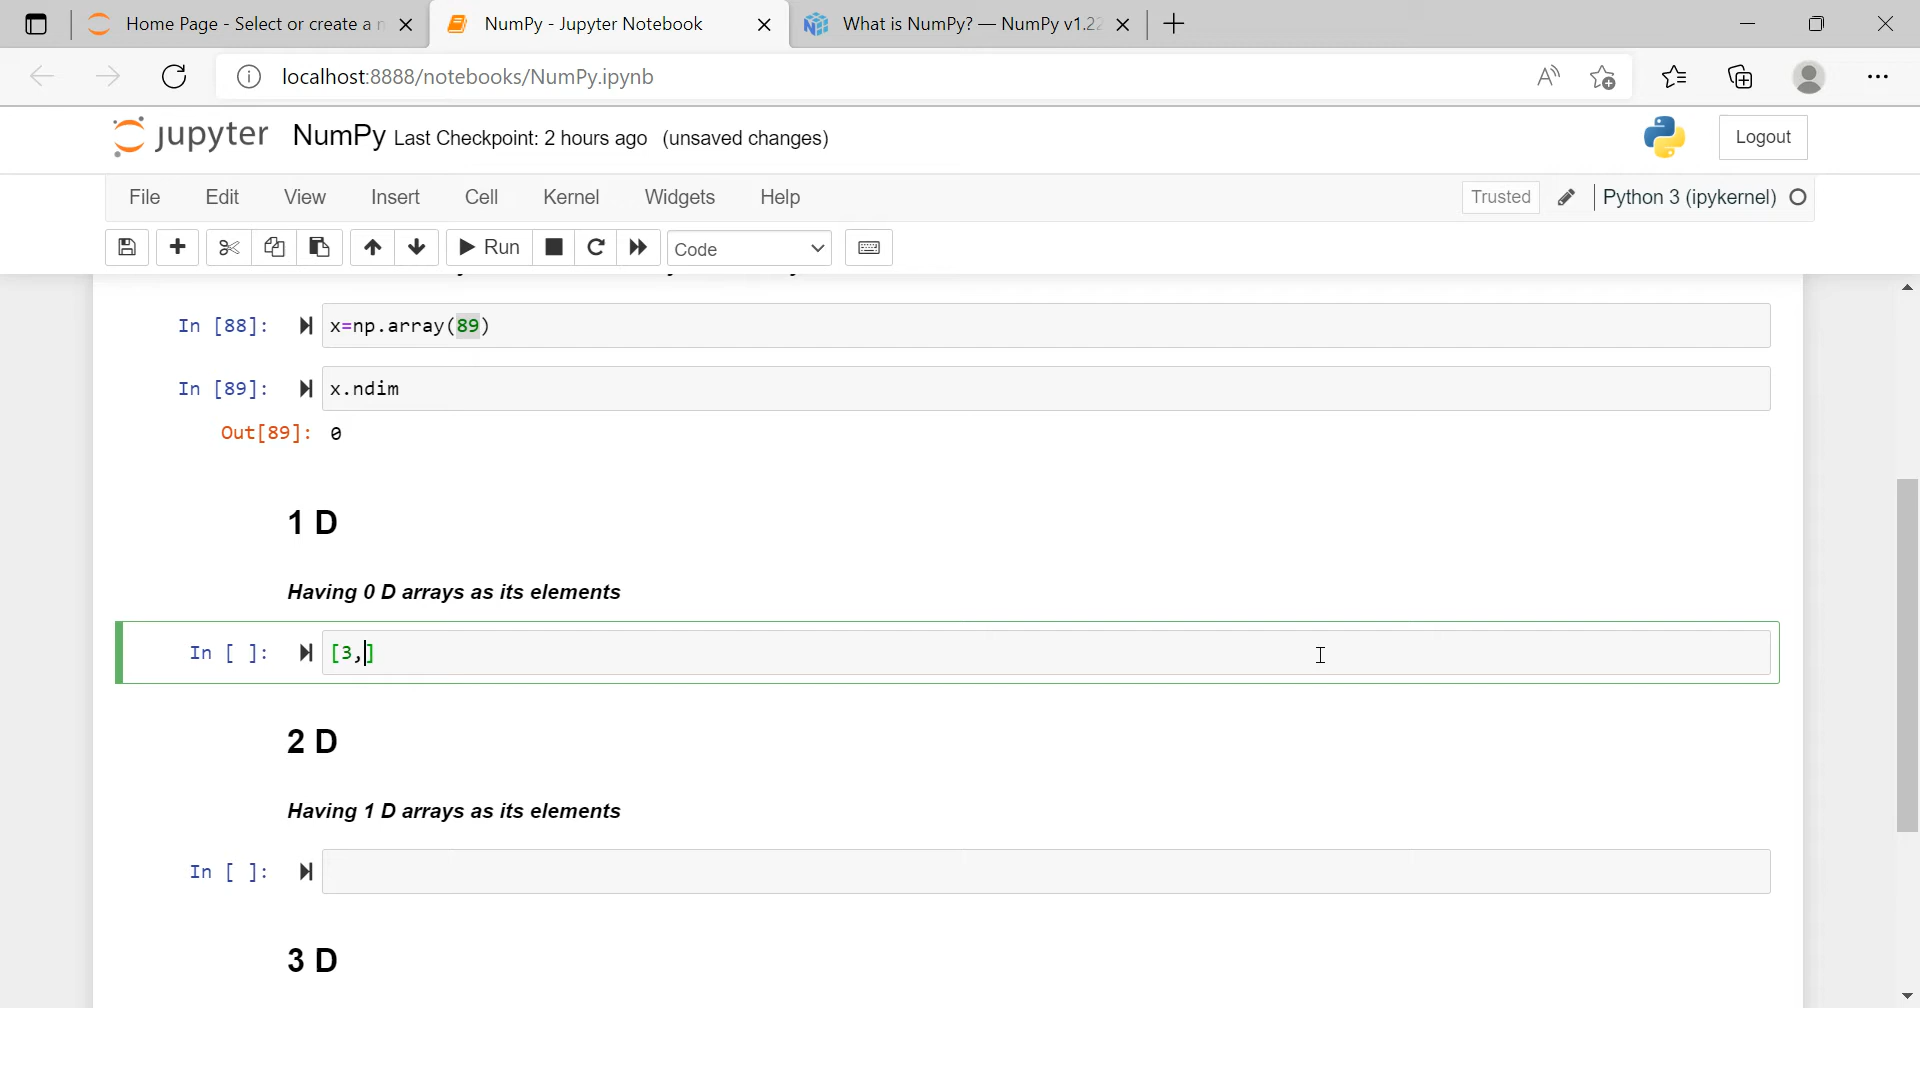 Home Page - Select or create a n
NumPy - Jupyter Notebook
What is NumPy? — NumPy v1.22
localhost:8888/notebooks/NumPy.ipynb
jupyter NumPy Last Checkpoint: 2 hours ago (unsaved changes)
Logout
File Edit View Insert Cell Kernel Widgets Help
Trusted
Python 3 (ipykernel)
Run
Code
In [88]: x=np.array(89)
In [89]: x.ndim
Out[89]: 0
1 D
Having 0 D arrays as its elements
In [ ]: [3,]
2 D
Having 1 D arrays as its elements
In [ ]:
3 D